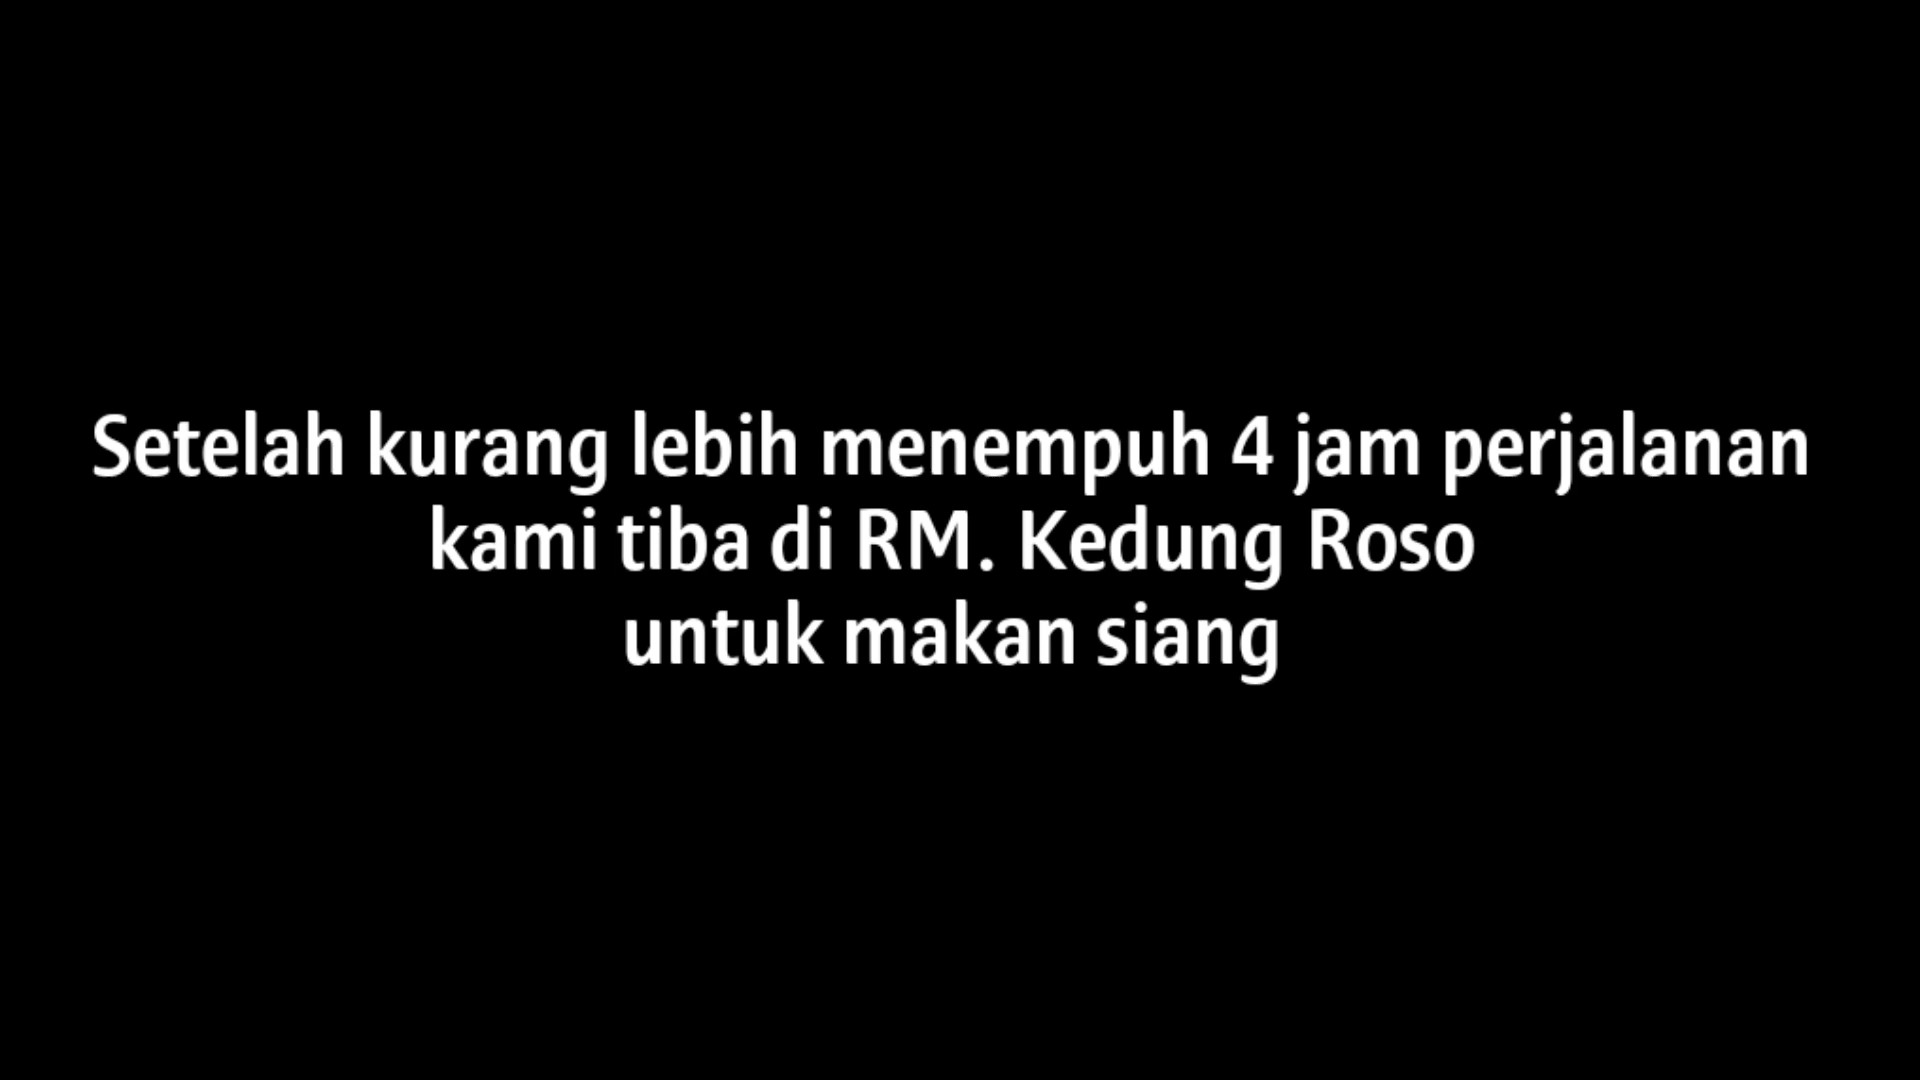 Setelah kurang lebih menempuh 4 jam perjalanan
kami tiba di RM. Kedung Roso
untuk makan siang